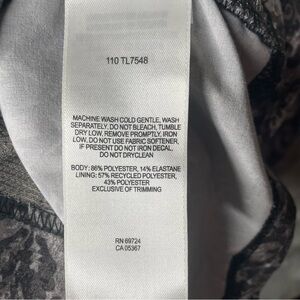 110 TL7548
MACHINE WASH COLD GENTLE, WASH
SEPARATELY, DO NOT BLEACH, TUMBLE
DRY LOW, REMOVE PROMPTLY, IRON
LOW, DO NOT USE FABRIC SOFTENER,
IF PRESENT DO NOT IRON DECAL,
DO NOT DRYCLEAN
BODY: 86% POLYESTER, 14% ELASTANE
LINING: 57% RECYCLED POLYESTER,
43% POLYESTER
EXCLUSIVE OF TRIMMING
RN 69724
CA 05367